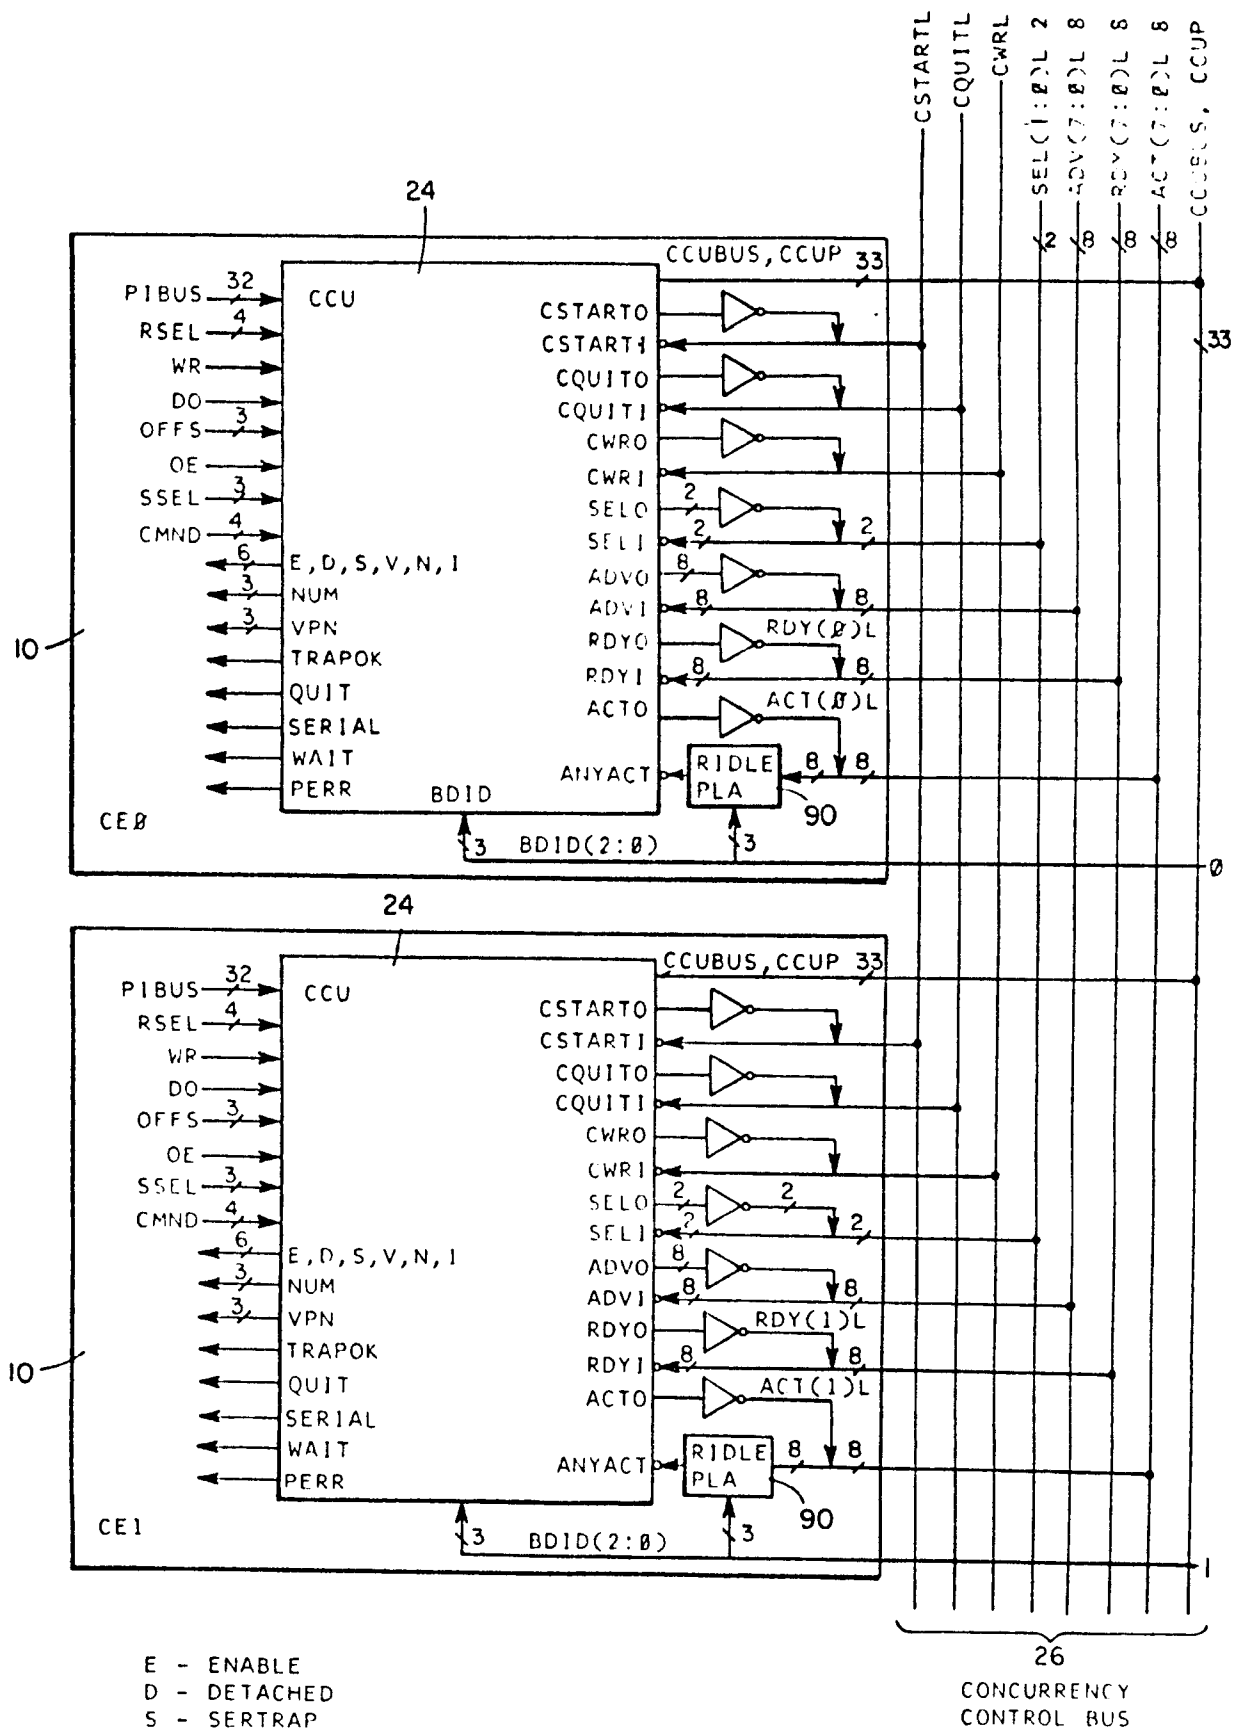 CSTARTL
CQUITL
CWRL
SEL(1:0)L 2
ADV(7:0)L 8
RDY(7:0)L 8
ACT(7:0)L 8
CCUBUS, CCUP
2
8
8
8
33
24
CCUBUS, CCUP 33
CCU
PIBUS 32
RSEL 4
WR
DO
OFFS 3
OE
SSEL 3
CMND 4
6 E,D,S,V,N,I
3 NUM
3 VPN
TRAPOK
QUIT
SERIAL
WAIT
PERR
CSTARTO
CSTARTI
CQUITO
CQUITI
CWRO
CWRI
SELO 2
SELI 2 2
ADVO 8
ADVI 8 8
RDYO RDY(0)L
RDYI 8 8
ACTO ACT(0)L
ANYACT RIDLE PLA 8 8
90
BDID
3 BDID(2:0) 3
0
10
CE0
24
CCUBUS, CCUP 33
CCU
PIBUS 32
RSEL 4
WR
DO
OFFS 3
OE
SSEL 3
CMND 4
6 E,D,S,V,N,I
3 NUM
3 VPN
TRAPOK
QUIT
SERIAL
WAIT
PERR
CSTARTO
CSTARTI
CQUITO
CQUITI
CWRO
CWRI
SELO 2 2
SELI 2 2
ADVO 8
ADVI 8 8
RDYO RDY(1)L
RDYI 8 8
ACTO ACT(1)L
ANYACT RIDLE PLA 8 8
90
3 BDID(2:0) 3
1
10
CE1
26
CONCURRENCY
CONTROL BUS
E - ENABLE
D - DETACHED
S - SERTRAP